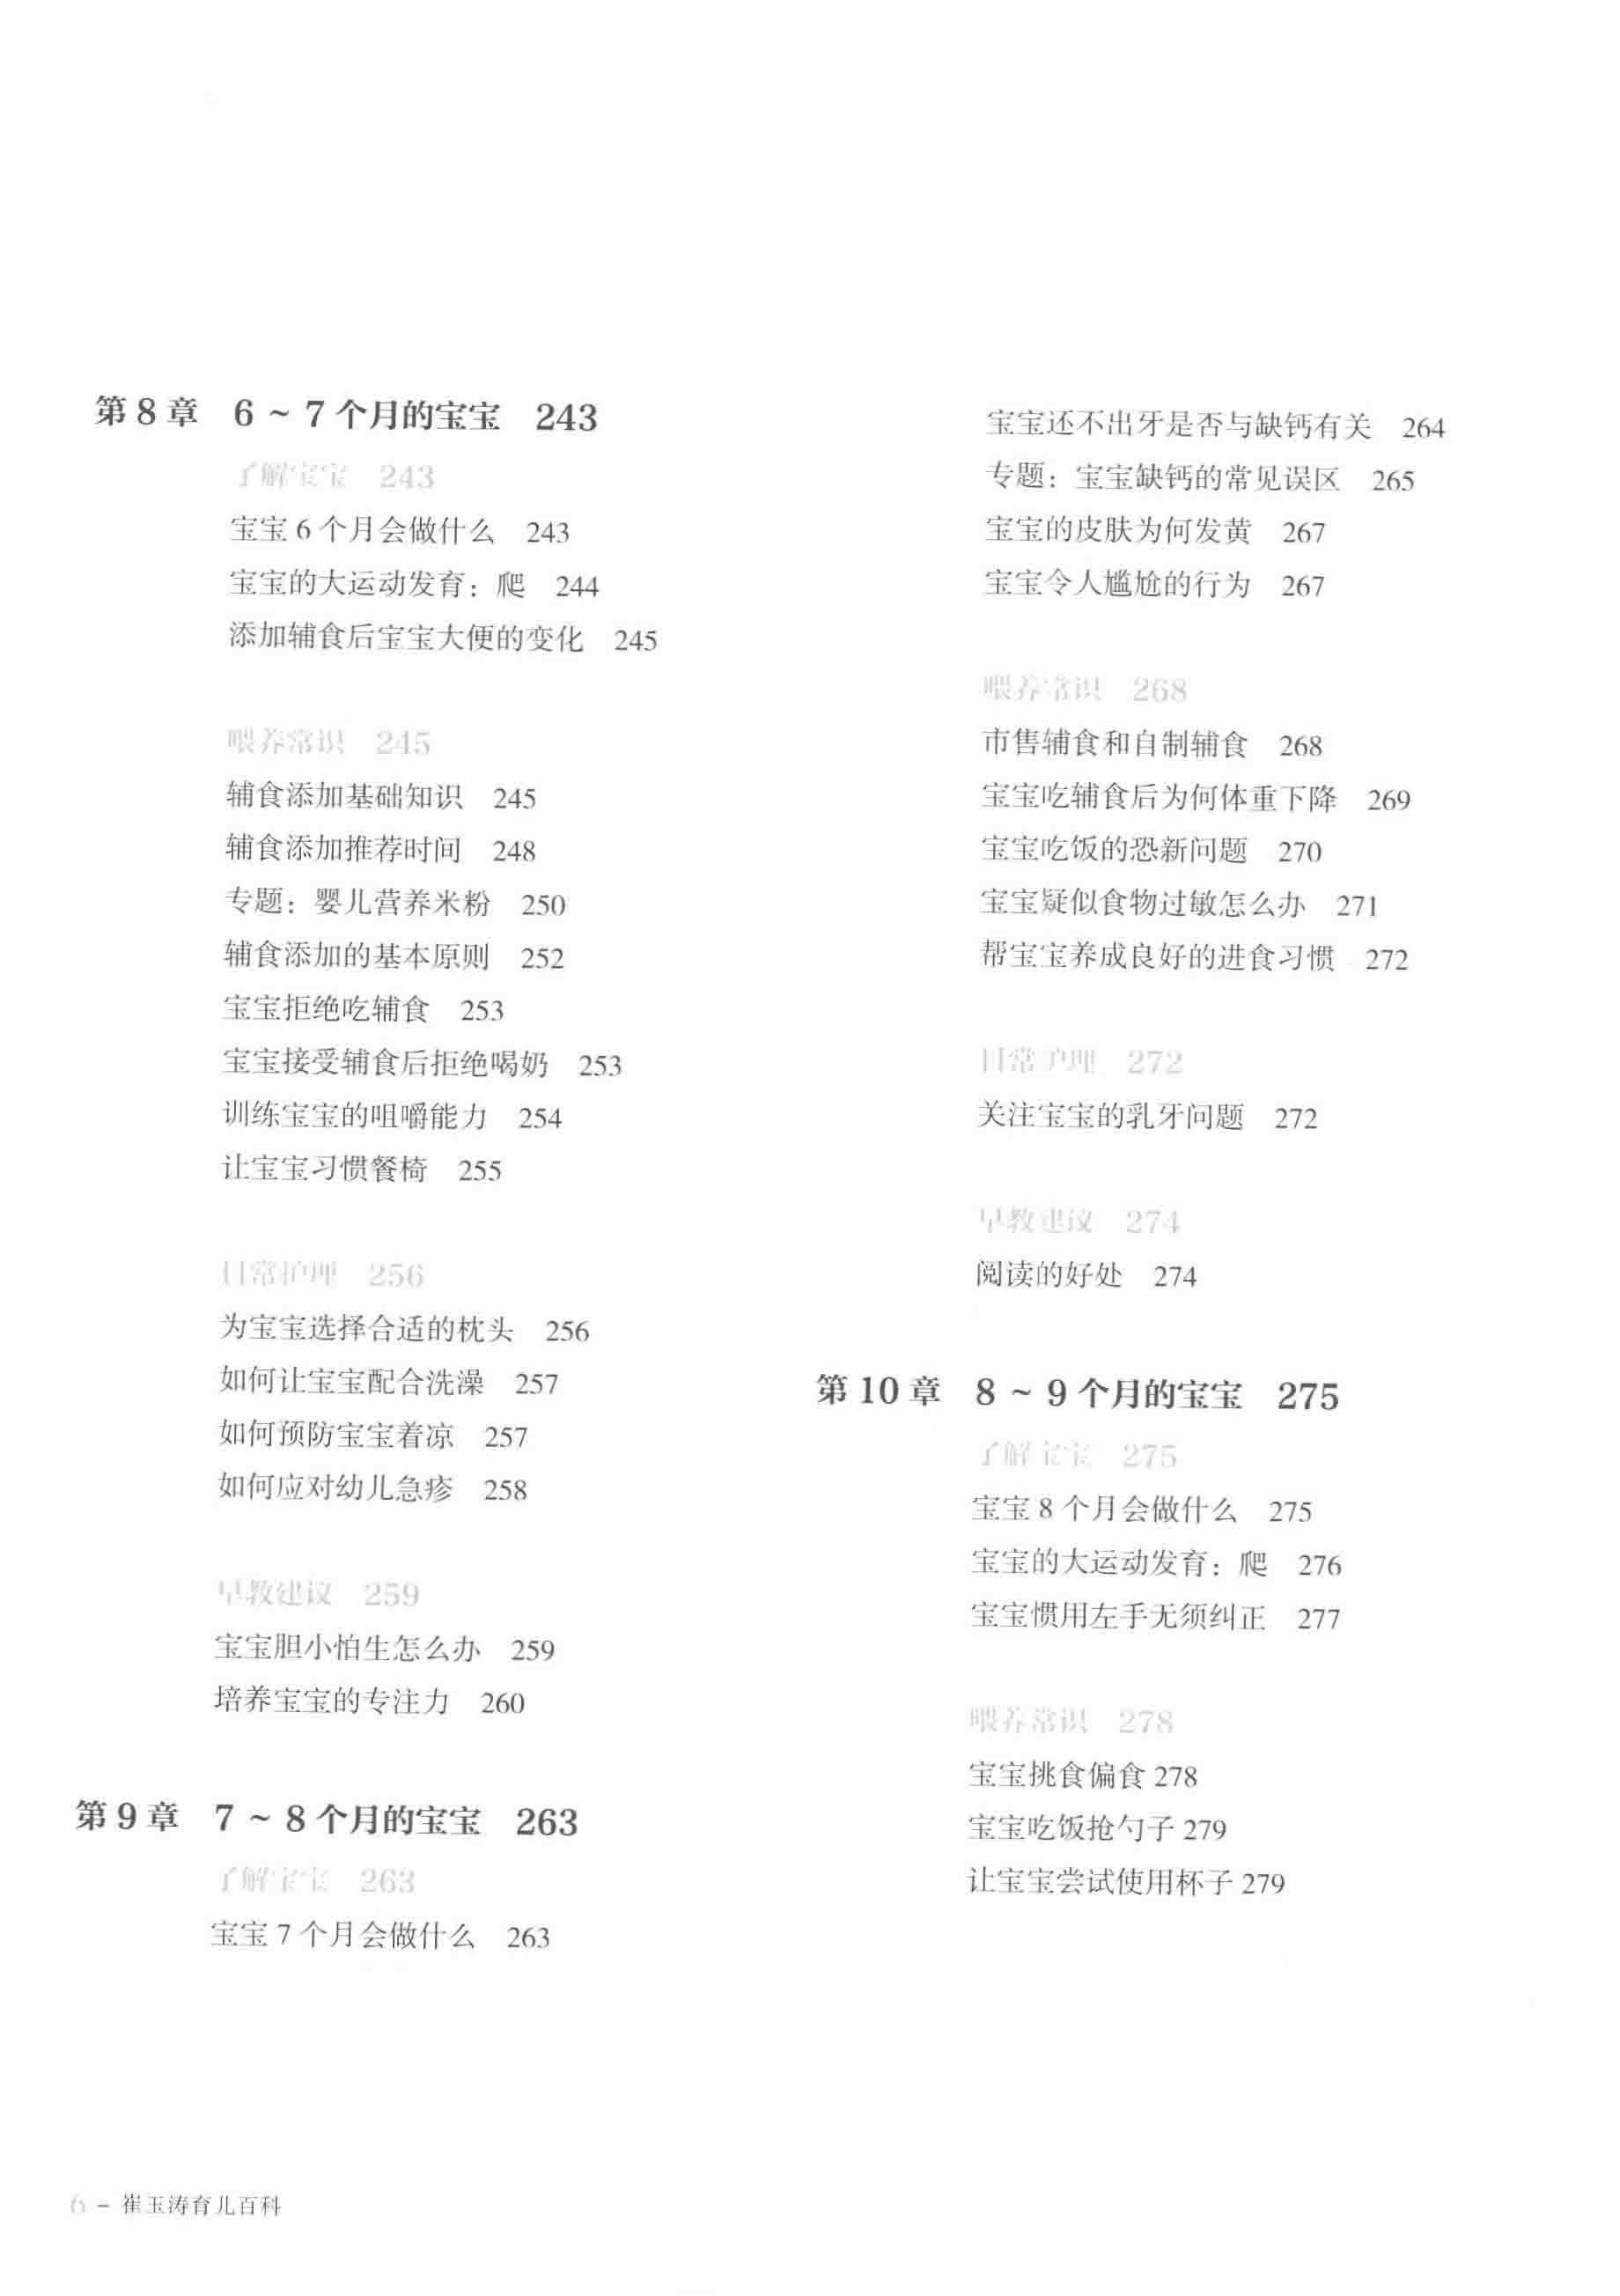 第 8 章 6 ~ 7 个月的宝宝 243
了解宝宝 243
宝宝 6 个月会做什么 243
宝宝的大运动发育：爬 244
添加辅食后宝宝大便的变化 245
喂养常识 245
辅食添加基础知识 245
辅食添加推荐时间 248
专题：婴儿营养米粉 250
辅食添加的基本原则 252
宝宝拒绝吃辅食 253
宝宝接受辅食后拒绝喝奶 253
训练宝宝的咀嚼能力 254
让宝宝习惯餐椅 255
日常护理 256
为宝宝选择合适的枕头 256
如何让宝宝配合洗澡 257
如何预防宝宝着凉 257
如何应对幼儿急疹 258
早教建议 259
宝宝胆小怕生怎么办 259
培养宝宝的专注力 260
第 9 章 7 ~ 8 个月的宝宝 263
了解宝宝 263
宝宝 7 个月会做什么 263
宝宝还不出牙是否与缺钙有关 264
专题：宝宝缺钙的常见误区 265
宝宝的皮肤为何发黄 267
宝宝令人尴尬的行为 267
喂养常识 268
市售辅食和自制辅食 268
宝宝吃辅食后为何体重下降 269
宝宝吃饭的恐新问题 270
宝宝疑似食物过敏怎么办 271
帮宝宝养成良好的进食习惯 272
日常护理 272
关注宝宝的乳牙问题 272
早教建议 274
阅读的好处 274
第 10 章 8 ~ 9 个月的宝宝 275
了解宝宝 275
宝宝 8 个月会做什么 275
宝宝的大运动发育：爬 276
宝宝惯用左手无须纠正 277
喂养常识 278
宝宝挑食偏食 278
宝宝吃饭抢勺子 279
让宝宝尝试使用杯子 279
6 – 崔玉涛育儿百科